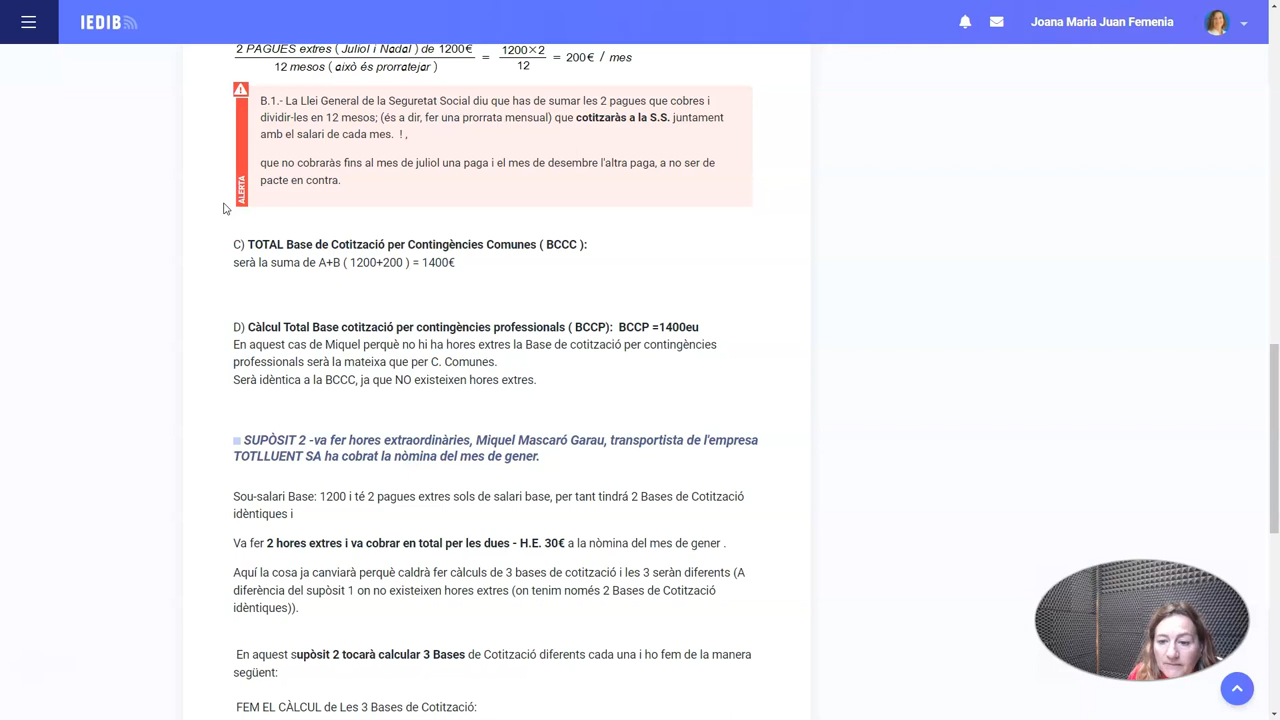 IEDIB
Joana Maria Juan Femenia
2 PAGUES extres ( Juliol i Nadal ) de 1200€
12 mesos ( això és prorratejar )
=
1200×2
12
= 200€ / mes
ALERTA
B.1.- La Llei General de la Seguretat Social diu que has de sumar les 2 pagues que cobres i
dividir-les en 12 mesos; (és a dir, fer una prorrata mensual) que cotitzaràs a la S.S. juntament
amb el salari de cada mes. ! ,
que no cobraràs fins al mes de juliol una paga i el mes de desembre l'altra paga, a no ser de
pacte en contra.
C) TOTAL Base de Cotització per Contingències Comunes ( BCCC ):
serà la suma de A+B ( 1200+200 ) = 1400€
D) Càlcul Total Base cotització per contingències professionals ( BCCP): BCCP =1400eu
En aquest cas de Miquel perquè no hi ha hores extres la Base de cotització per contingències
professionals serà la mateixa que per C. Comunes.
Serà idèntica a la BCCC, ja que NO existeixen hores extres.
SUPÒSIT 2 -va fer hores extraordinàries, Miquel Mascaró Garau, transportista de l'empresa
TOTLLUENT SA ha cobrat la nòmina del mes de gener.
Sou-salari Base: 1200 i té 2 pagues extres sols de salari base, per tant tindrá 2 Bases de Cotització
idèntiques i
Va fer 2 hores extres i va cobrar en total per les dues - H.E. 30€ a la nòmina del mes de gener .
Aquí la cosa ja canviarà perquè caldrà fer càlculs de 3 bases de cotització i les 3 seràn diferents (A
diferència del supòsit 1 on no existeixen hores extres (on tenim només 2 Bases de Cotització
idèntiques)).
En aquest supòsit 2 tocarà calcular 3 Bases de Cotització diferents cada una i ho fem de la manera
següent:
FEM EL CÀLCUL de Les 3 Bases de Cotització: